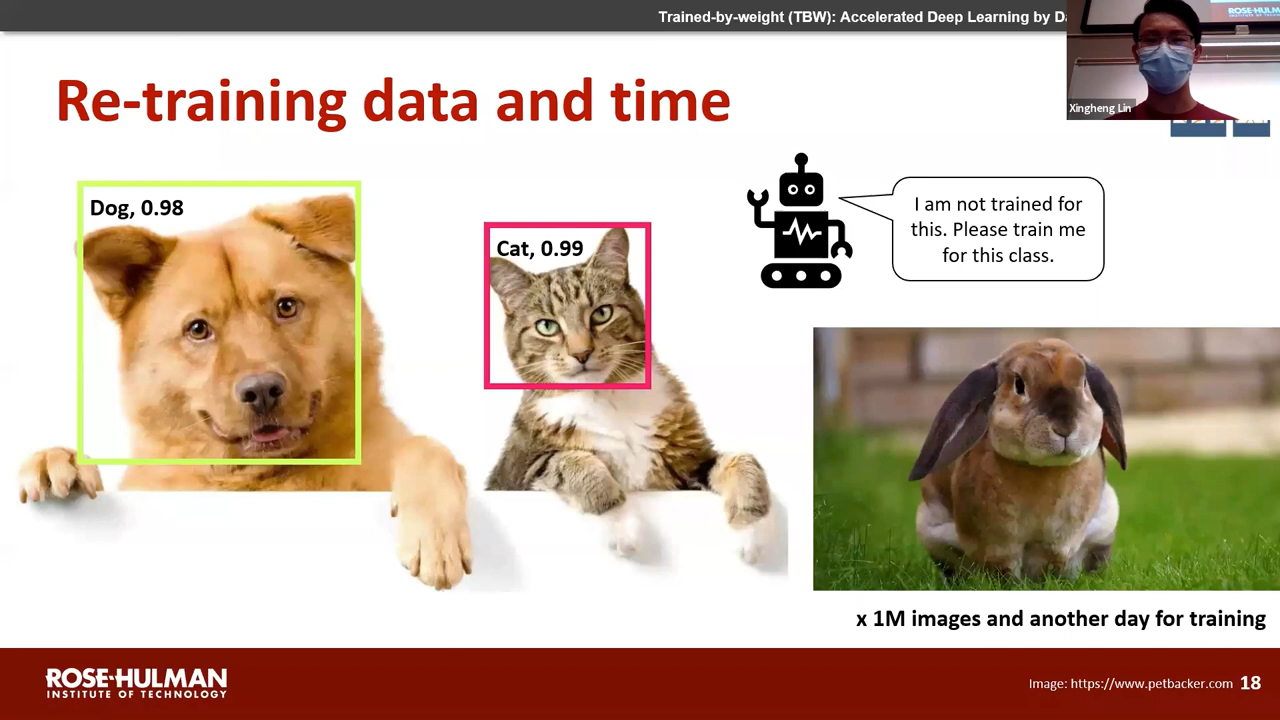 Trained-by-weight (TBW): Accelerated Deep Learning by
ROSE-HULMAN
Xingheng Lin
Re-training data and time
Dog, 0.98
Cat, 0.99
I am not trained for
this. Please train me
for this class.
x 1M images and another day for training
ROSE-HULMAN
INSTITUTE OF TECHNOLOGY
Image: https://www.petbacker.com 18